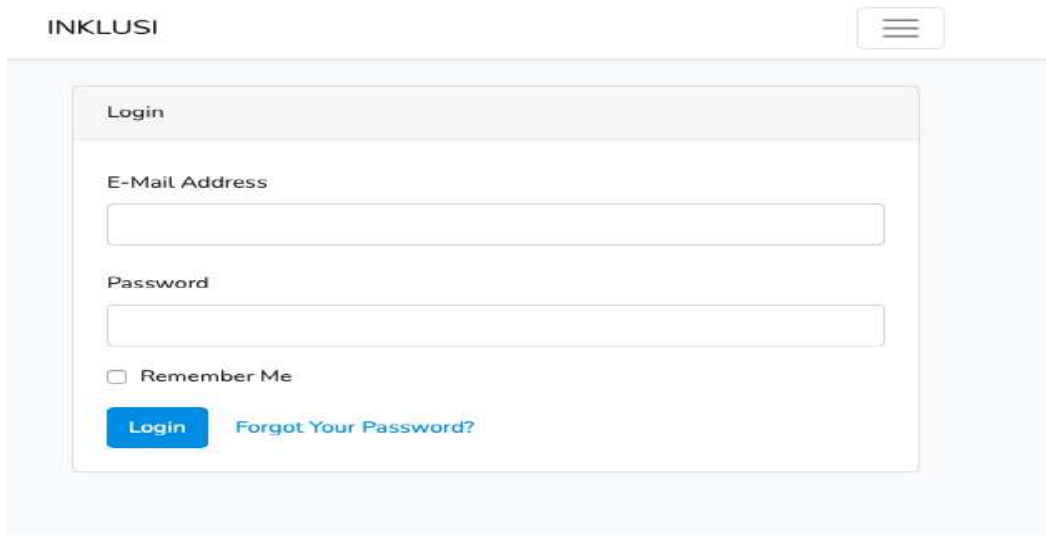 INKLUSI
Login
E-Mail Address
Password
Remember Me
Login Forgot Your Password?